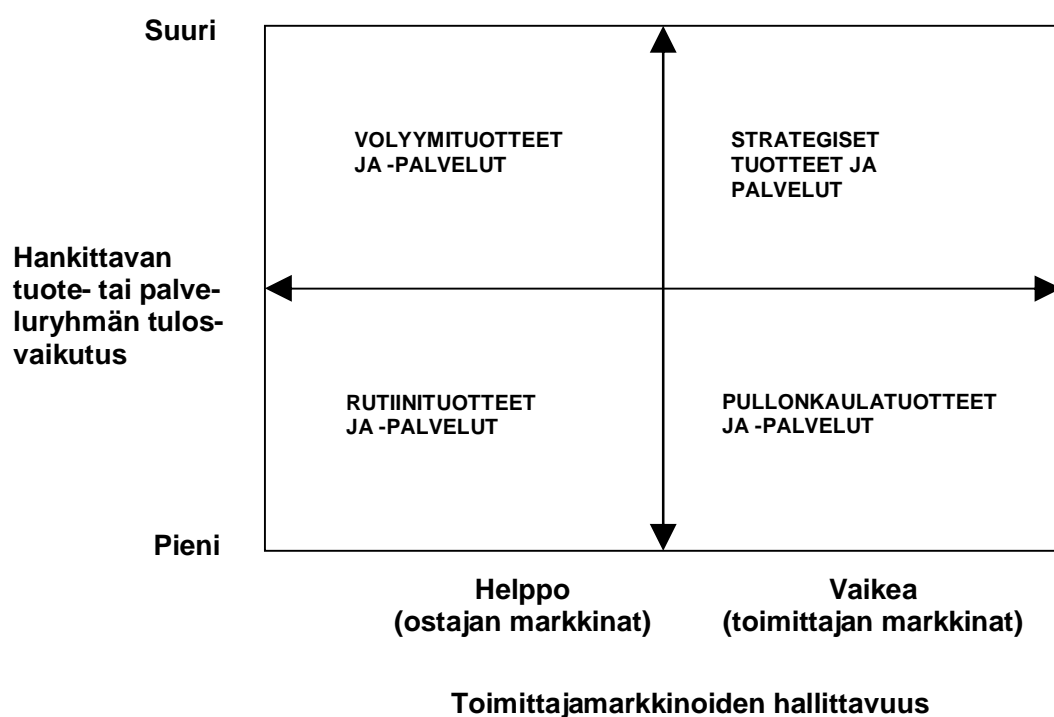 Suuri
VOLYYMITUOTTEET
JA -PALVELUT
STRATEGISET
TUOTTEET JA
PALVELUT
Hankittavan
tuote- tai palve-
luryhmän tulos-
vaikutus
RUTIINITUOTTEET
JA -PALVELUT
PULLONKAULATUOTTEET
JA -PALVELUT
Pieni
Helppo
(ostajan markkinat)
Vaikea
(toimittajan markkinat)
Toimittajamarkkinoiden hallittavuus